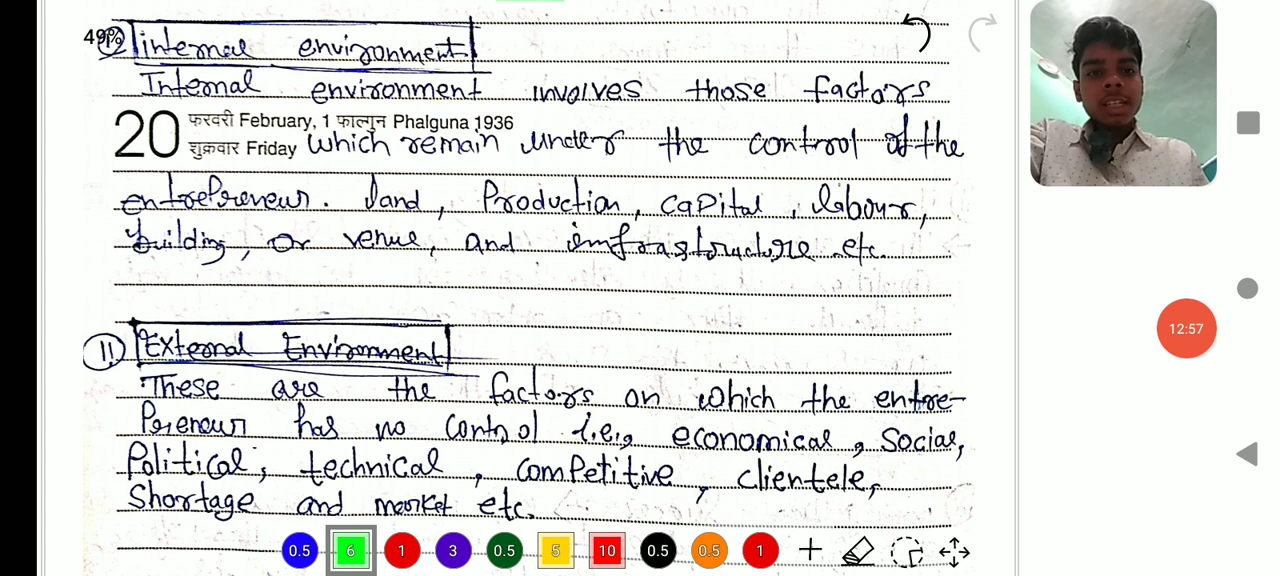 49%
internal environment
Internal environment involves those factors
20 फरवरी February, 1 फाल्गुन Phalguna 1936
शुक्रवार Friday which remain under the control of the
entrepreneur. land, Production, capital, labour,
building, or venue, and imfrastructure etc.
11 External Environment
These are the factors on which the entre-
preneur has no control i.e., economical, Social,
Political, technical, competitive, clientele,
Shortage and market etc.
12:57
0.5 6 1 3 0.5 5 10 0.5 0.5 1